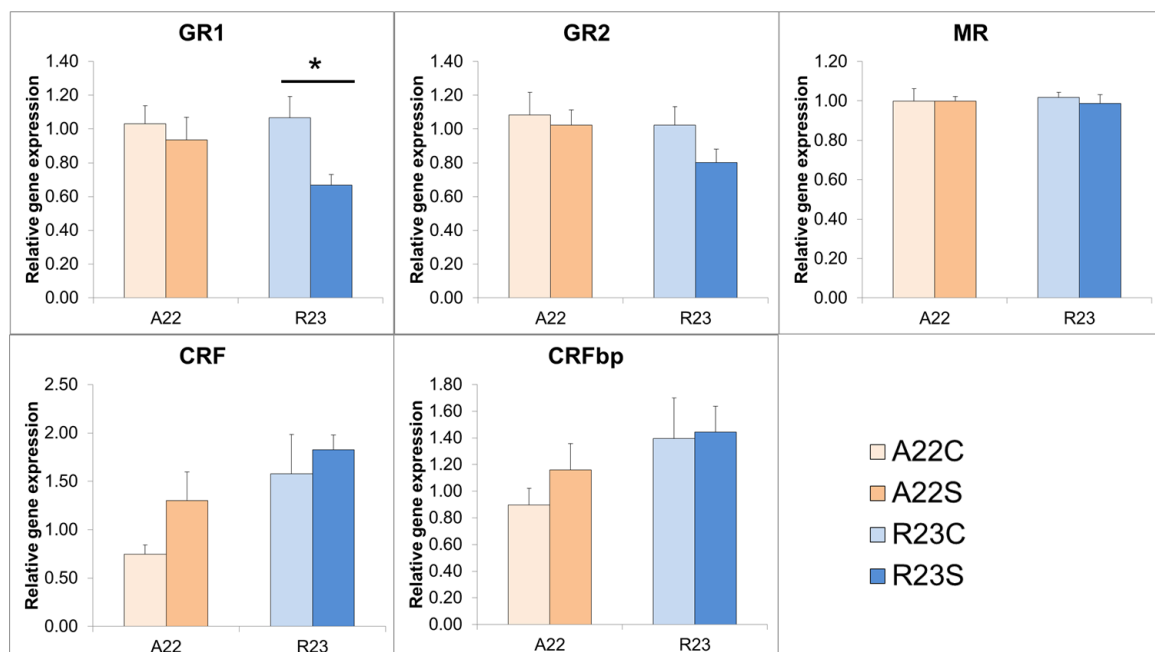 GR1
*
Relative gene expression
1.40
1.20
1.00
0.80
0.60
0.40
0.20
0.00
A22
R23
GR2
Relative gene expression
1.40
1.20
1.00
0.80
0.60
0.40
0.20
0.00
A22
R23
MR
Relative gene expression
1.20
1.00
0.80
0.60
0.40
0.20
0.00
A22
R23
CRF
Relative gene expression
2.50
2.00
1.50
1.00
0.50
0.00
A22
R23
CRFbp
Relative gene expression
1.80
1.60
1.40
1.20
1.00
0.80
0.60
0.40
0.20
0.00
A22
R23
A22C
A22S
R23C
R23S